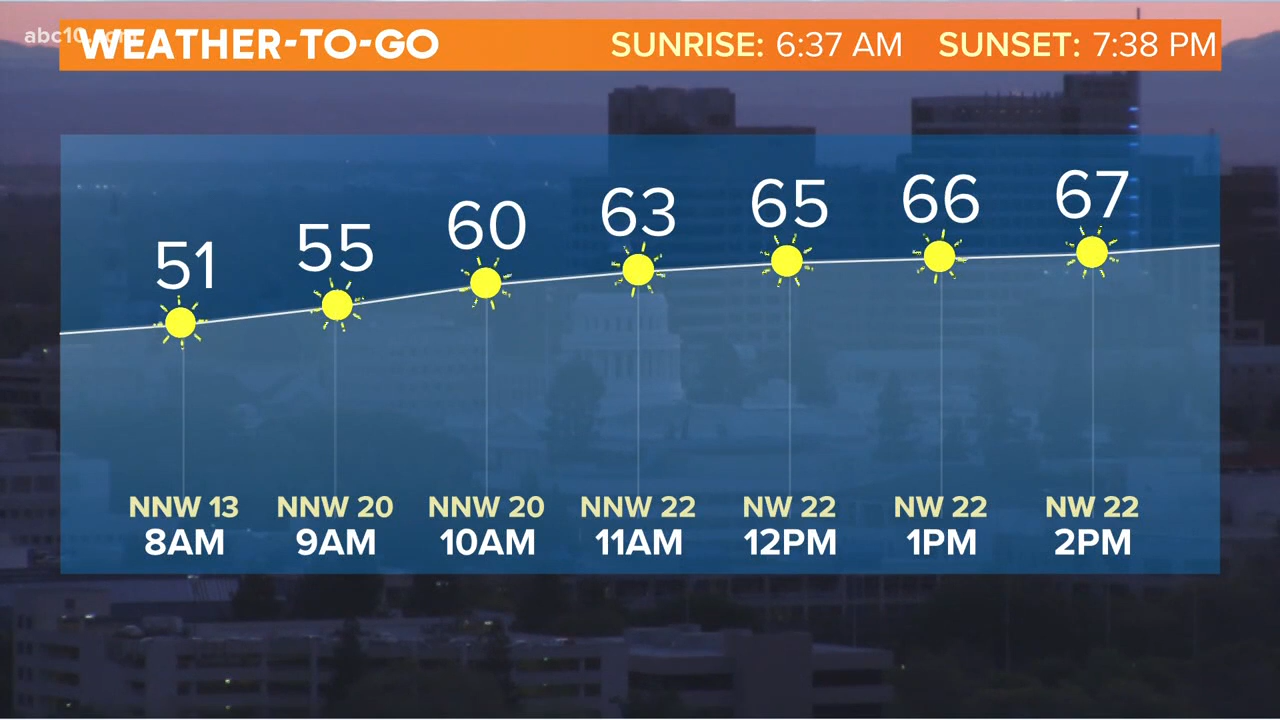 abc10.com
WEATHER-TO-GO
SUNRISE: 6:37 AM SUNSET: 7:38 PM
51 55 60 63 65 66 67
NNW 13 NNW 20 NNW 20 NNW 22 NW 22 NW 22 NW 22
8AM 9AM 10AM 11AM 12PM 1PM 2PM